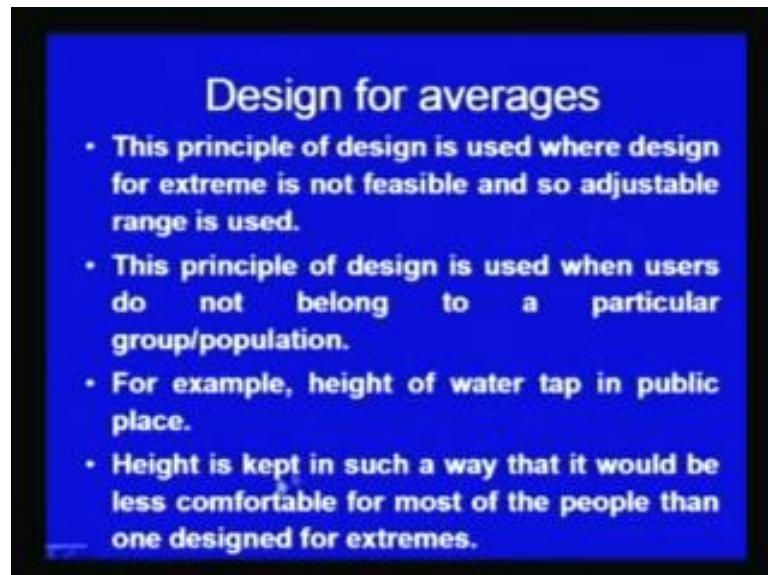 Design for averages
• This principle of design is used where design
for extreme is not feasible and so adjustable
range is used.
• This principle of design is used when users
do not belong to a particular
group/population.
• For example, height of water tap in public
place.
• Height is kept in such a way that it would be
less comfortable for most of the people than
one designed for extremes.